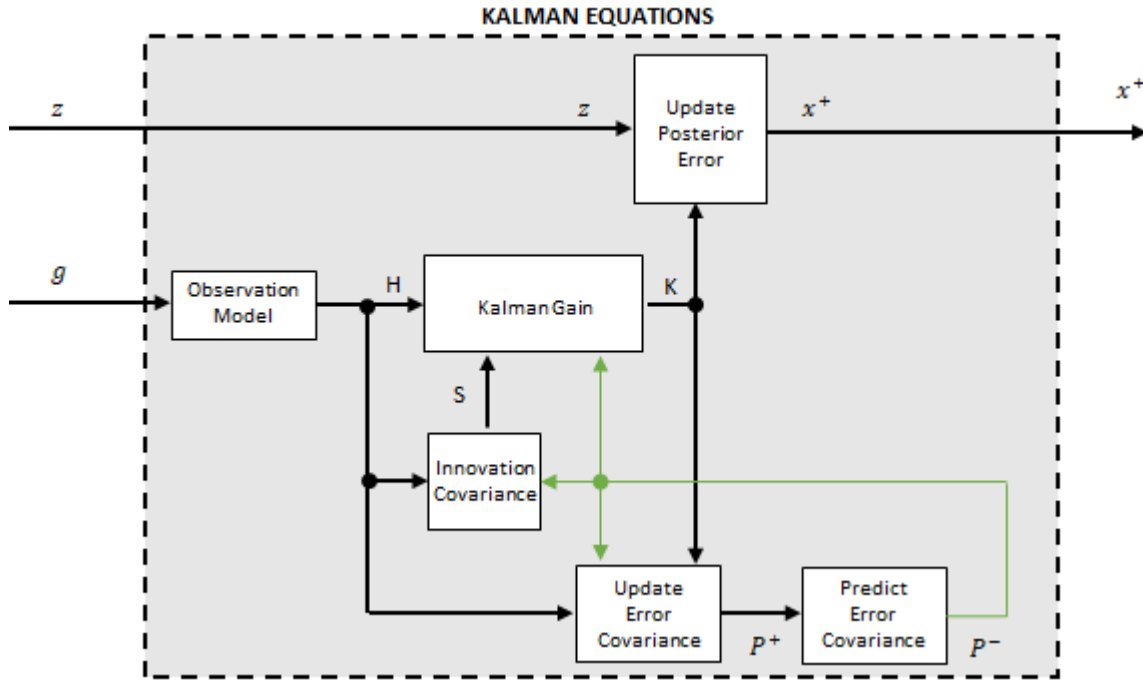 KALMAN EQUATIONS
z
z
Update
Posterior
Error
x⁺
x⁺
g
Observation
Model
H
Kalman Gain
K
S
Innovation
Covariance
Update
Error
Covariance
P⁺
Predict
Error
Covariance
P⁻